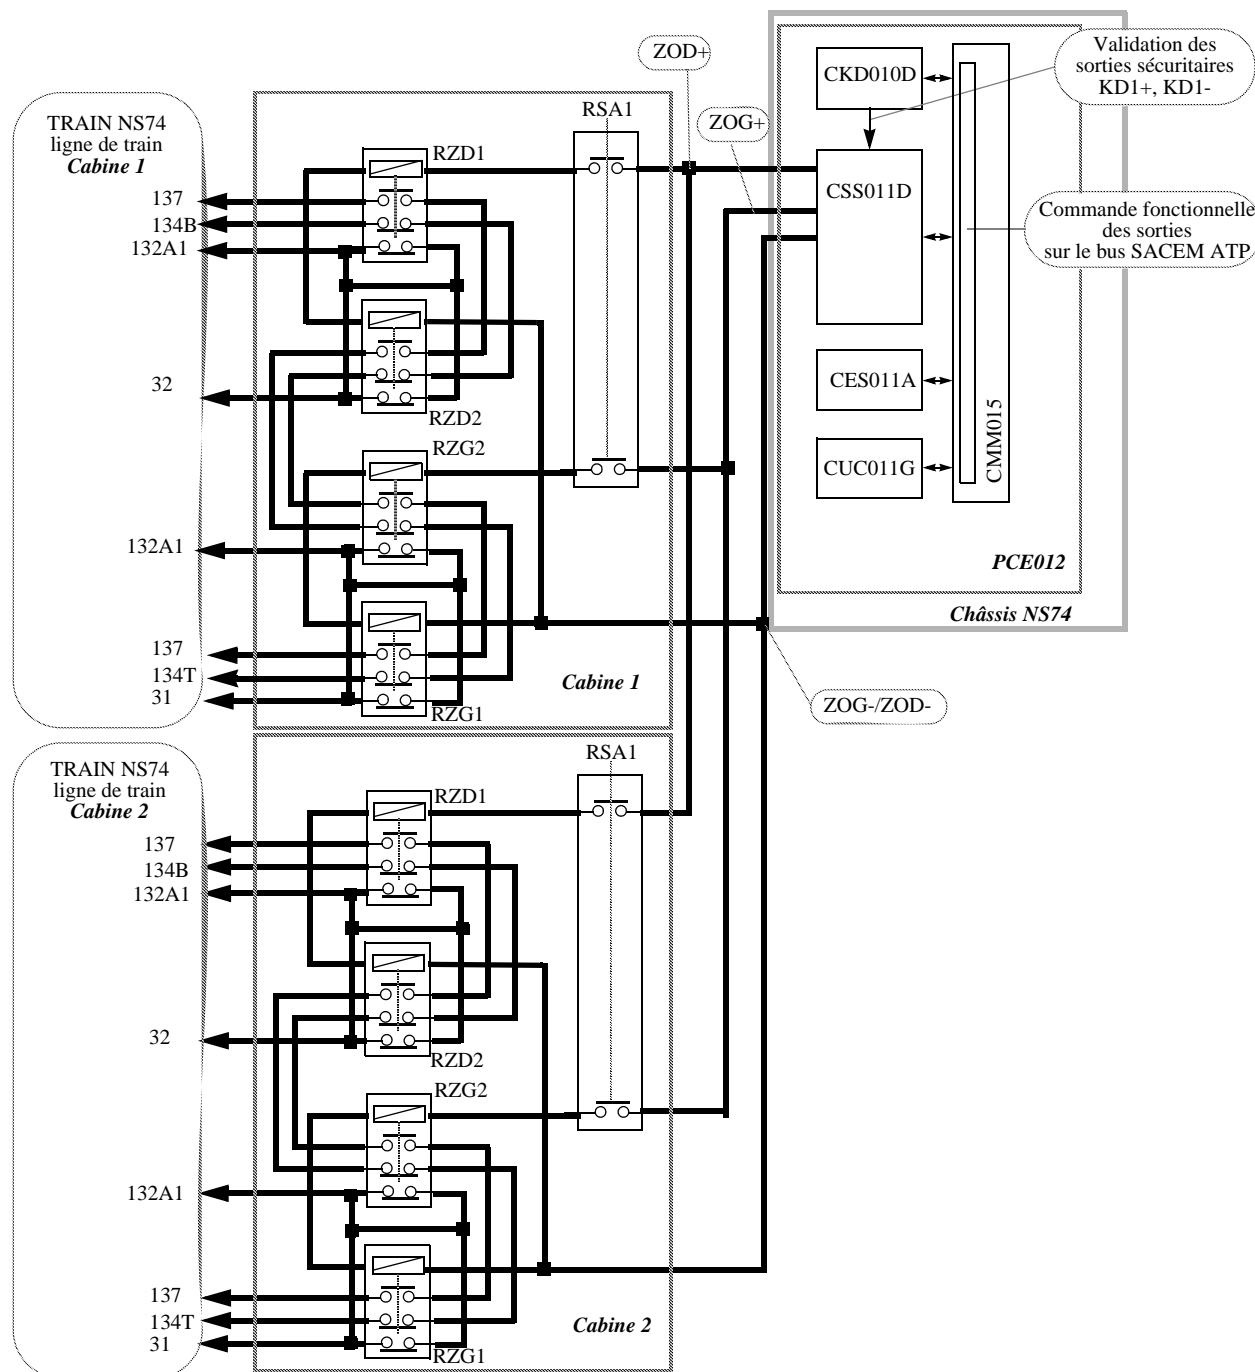 TRAIN NS74
ligne de train
Cabine 1
137
134B
132A1
32
132A1
137
134T
31
RZD1
RZD2
RZG2
RZG1
RSA1
Cabine 1
ZOD+
ZOG+
CKD010D
CSS011D
CES011A
CUC011G
CMM015
PCE012
Châssis NS74
Validation des
sorties sécuritaires
KD1+, KD1-
Commande fonctionnelle
des sorties
sur le bus SACEM ATP
ZOG-/ZOD-
TRAIN NS74
ligne de train
Cabine 2
137
134B
132A1
32
132A1
137
134T
31
RZD1
RZD2
RZG2
RZG1
RSA1
Cabine 2